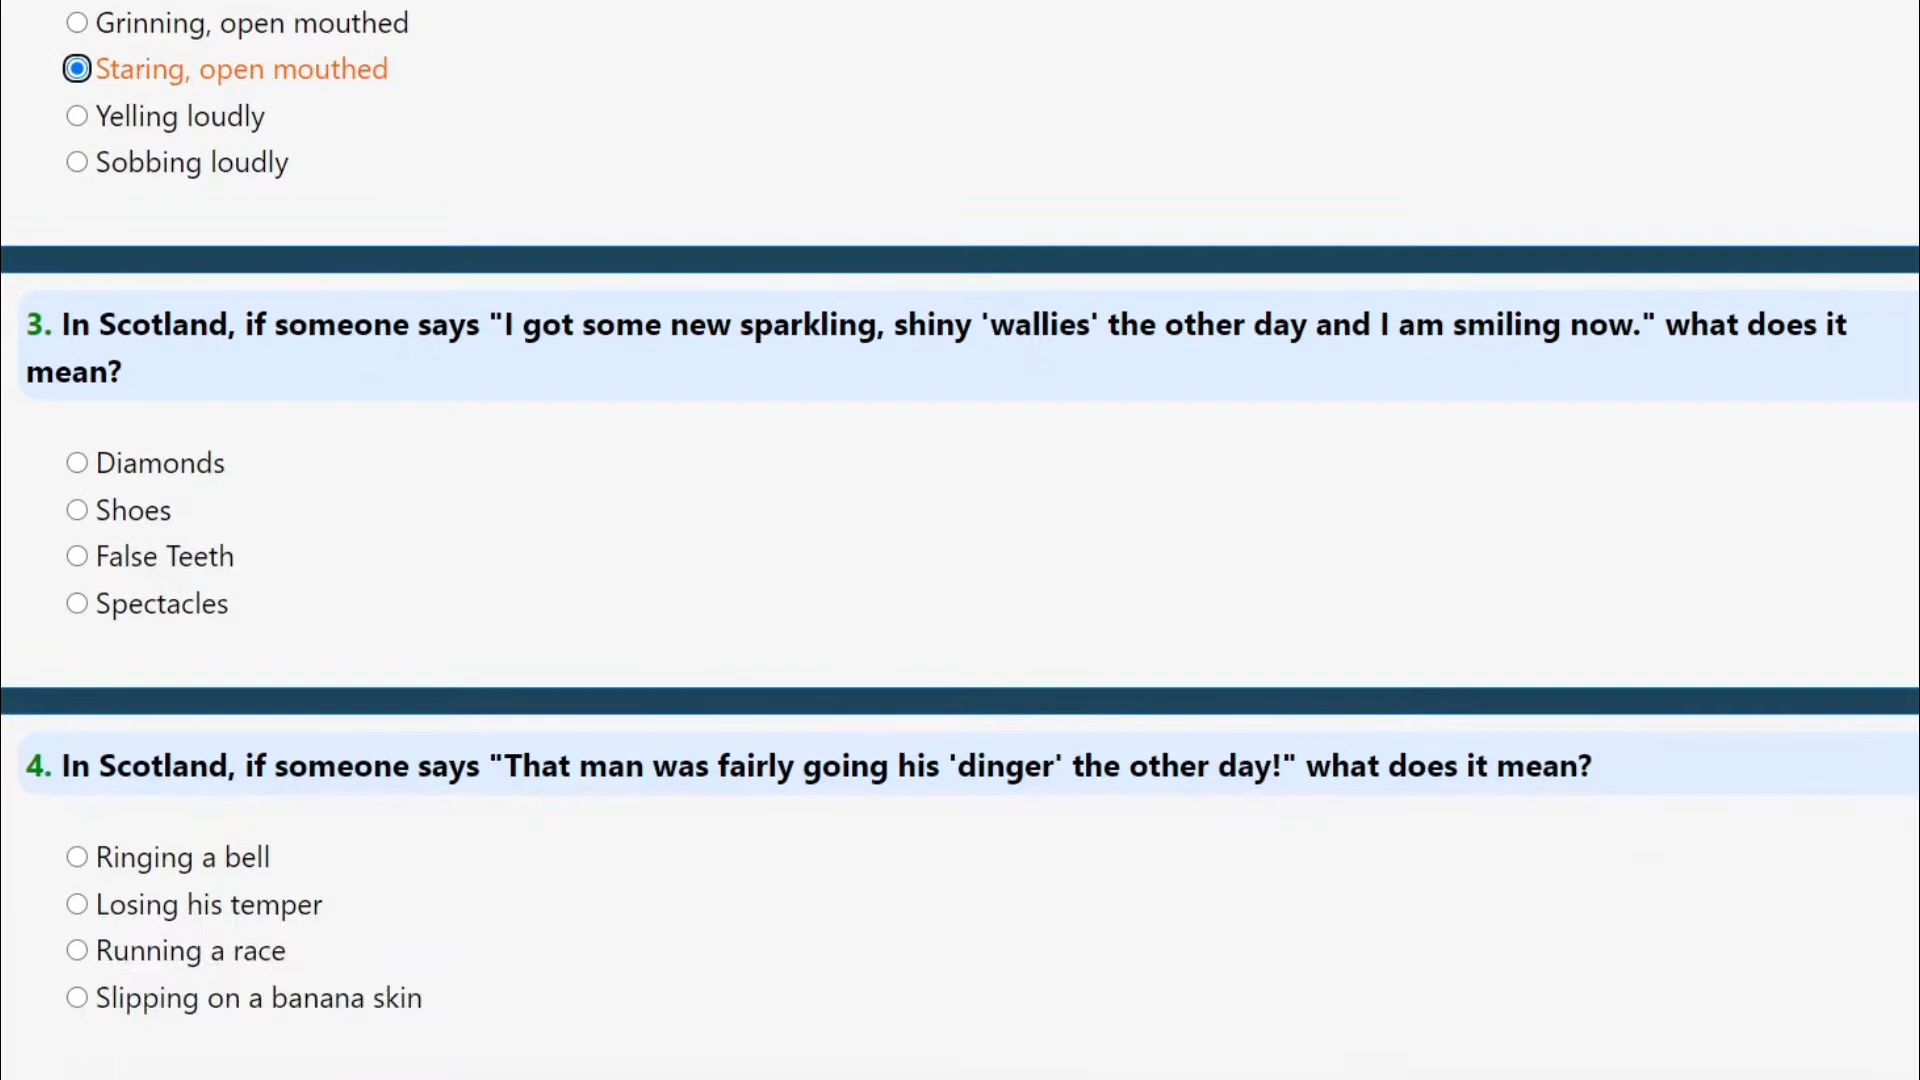 Grinning, open mouthed
Staring, open mouthed
Yelling loudly
Sobbing loudly
3. In Scotland, if someone says "I got some new sparkling, shiny 'wallies' the other day and I am smiling now." what does it
mean?
Diamonds
Shoes
False Teeth
Spectacles
4. In Scotland, if someone says "That man was fairly going his 'dinger' the other day!" what does it mean?
Ringing a bell
Losing his temper
Running a race
Slipping on a banana skin